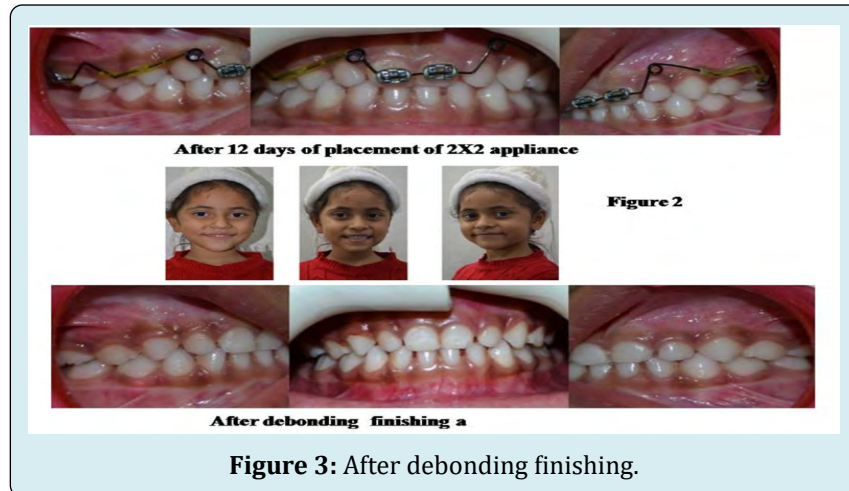 After 12 days of placement of 2X2 appliance
Figure 2
After debonding finishing a
Figure 3: After debonding finishing.